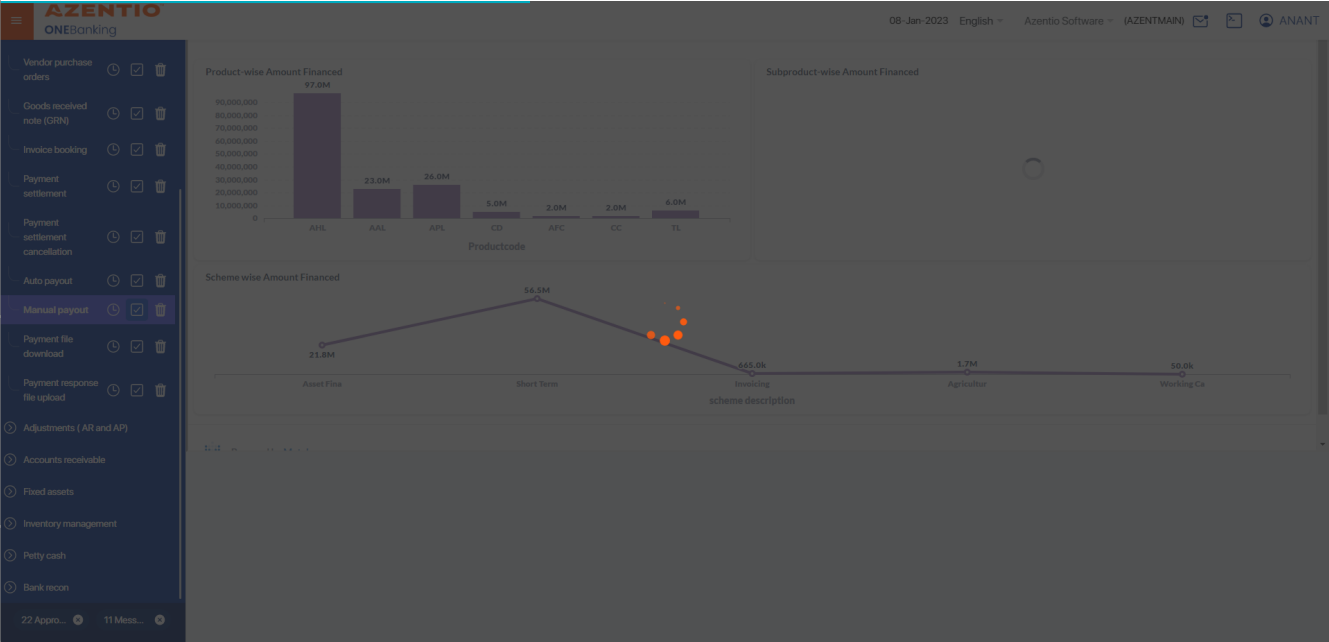 AZENTIO
ONEBanking
08-Jan-2023 English Azentio Software (AZENTMAIN) ANANT
Vendor purchase
orders
Goods received
note (GRN)
Invoice booking
Payment
settlement
Payment
settlement
cancellation
Auto payout
Manual payout
Payment file
download
Payment response
file upload
Adjustments ( AR and AP)
Accounts receivable
Fixed assets
Inventory management
Petty cash
Bank recon
22 Appro... 11 Mess...
Product-wise Amount Financed
97.0M
90,000,000
80,000,000
70,000,000
60,000,000
50,000,000
40,000,000
30,000,000
20,000,000
10,000,000
0
23.0M
26.0M
5.0M
2.0M
2.0M
6.0M
AHL AAL APL CD AFC CC TL
Productcode
Subproduct-wise Amount Financed
Scheme wise Amount Financed
56.5M
21.8M
665.0k
1.7M
50.0k
Asset Fina Short Term Invoicing Agricultur Working Ca
scheme description